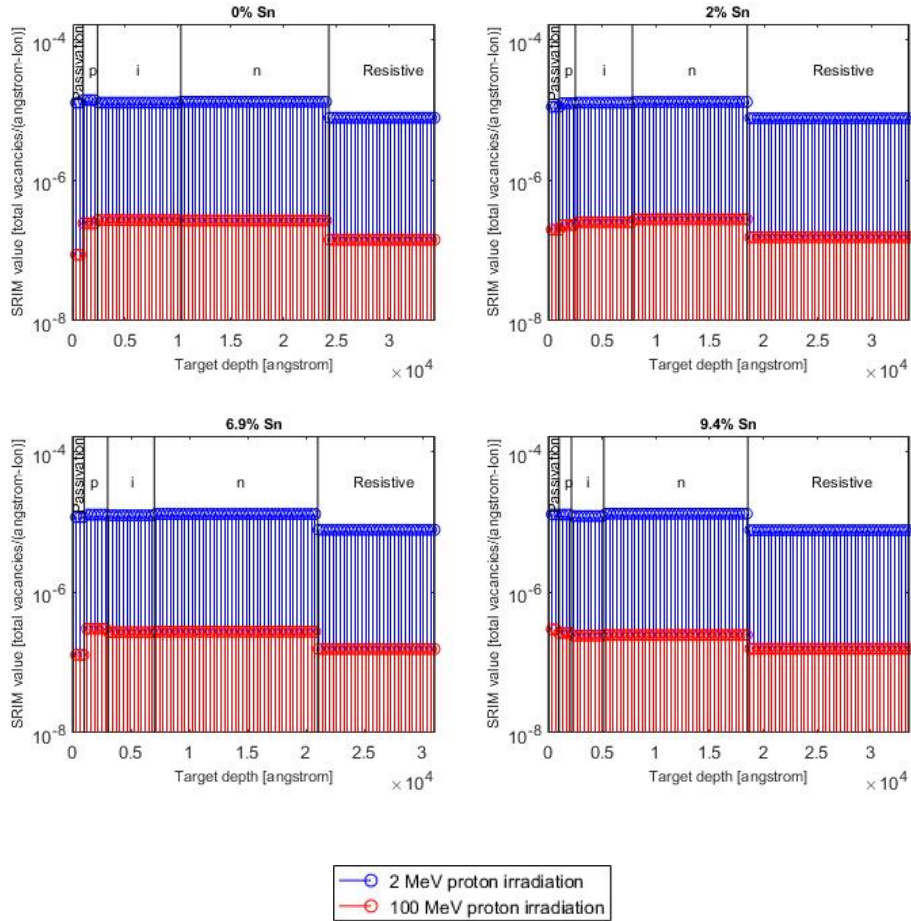 0% Sn
SRIM value [total vacancies/(angstrom-Ion)]
10^-4
10^-6
10^-8
Passivation
p
i
n
Resistive
0 0.5 1 1.5 2 2.5 3
× 10^4
Target depth [angstrom]
2% Sn
SRIM value [total vacancies/(angstrom-Ion)]
10^-4
10^-6
10^-8
Passivation
p
i
n
Resistive
0 0.5 1 1.5 2 2.5 3
× 10^4
Target depth [angstrom]
6.9% Sn
SRIM value [total vacancies/(angstrom-Ion)]
10^-4
10^-6
10^-8
Passivation
p
i
n
Resistive
0 0.5 1 1.5 2 2.5 3
× 10^4
Target depth [angstrom]
9.4% Sn
SRIM value [total vacancies/(angstrom-Ion)]
10^-4
10^-6
10^-8
Passivation
p
i
n
Resistive
0 0.5 1 1.5 2 2.5 3
× 10^4
Target depth [angstrom]
2 MeV proton irradiation
100 MeV proton irradiation